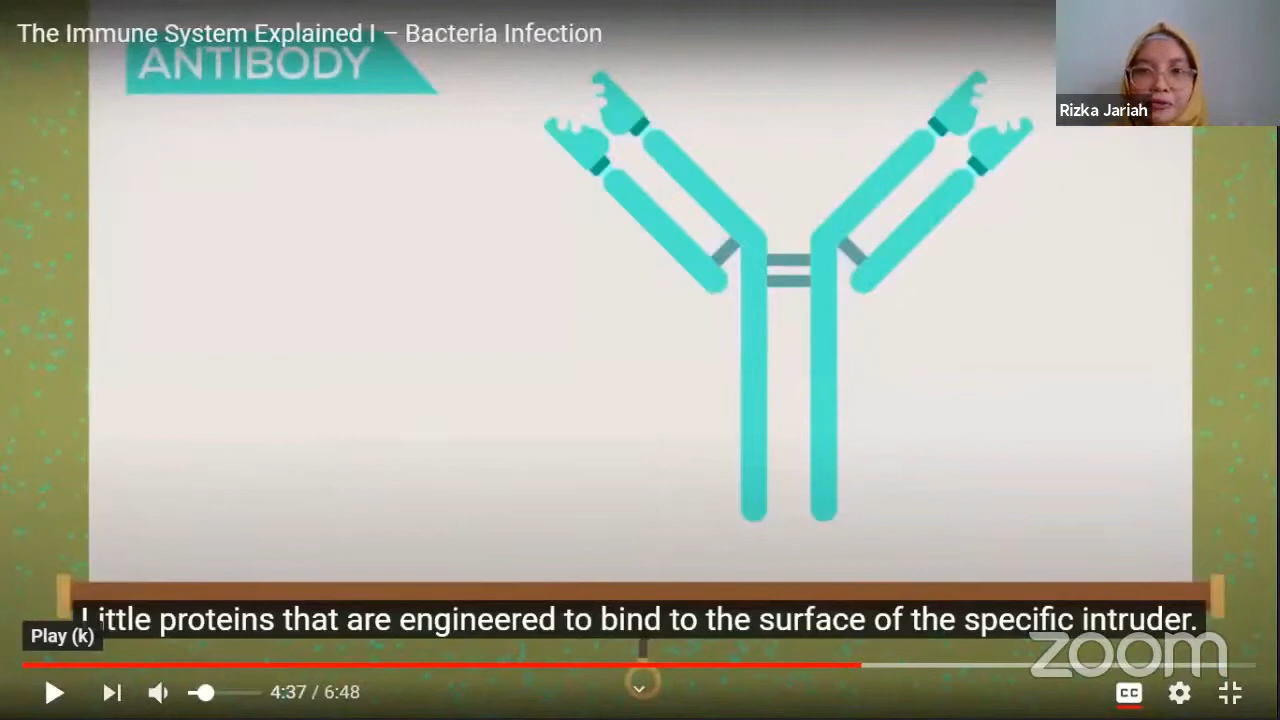 The Immune System Explained I – Bacteria Infection
ANTIBODY
Rizka Jariah
Little proteins that are engineered to bind to the surface of the specific intruder.
Play (k)
zoom
4:37 / 6:48
CC